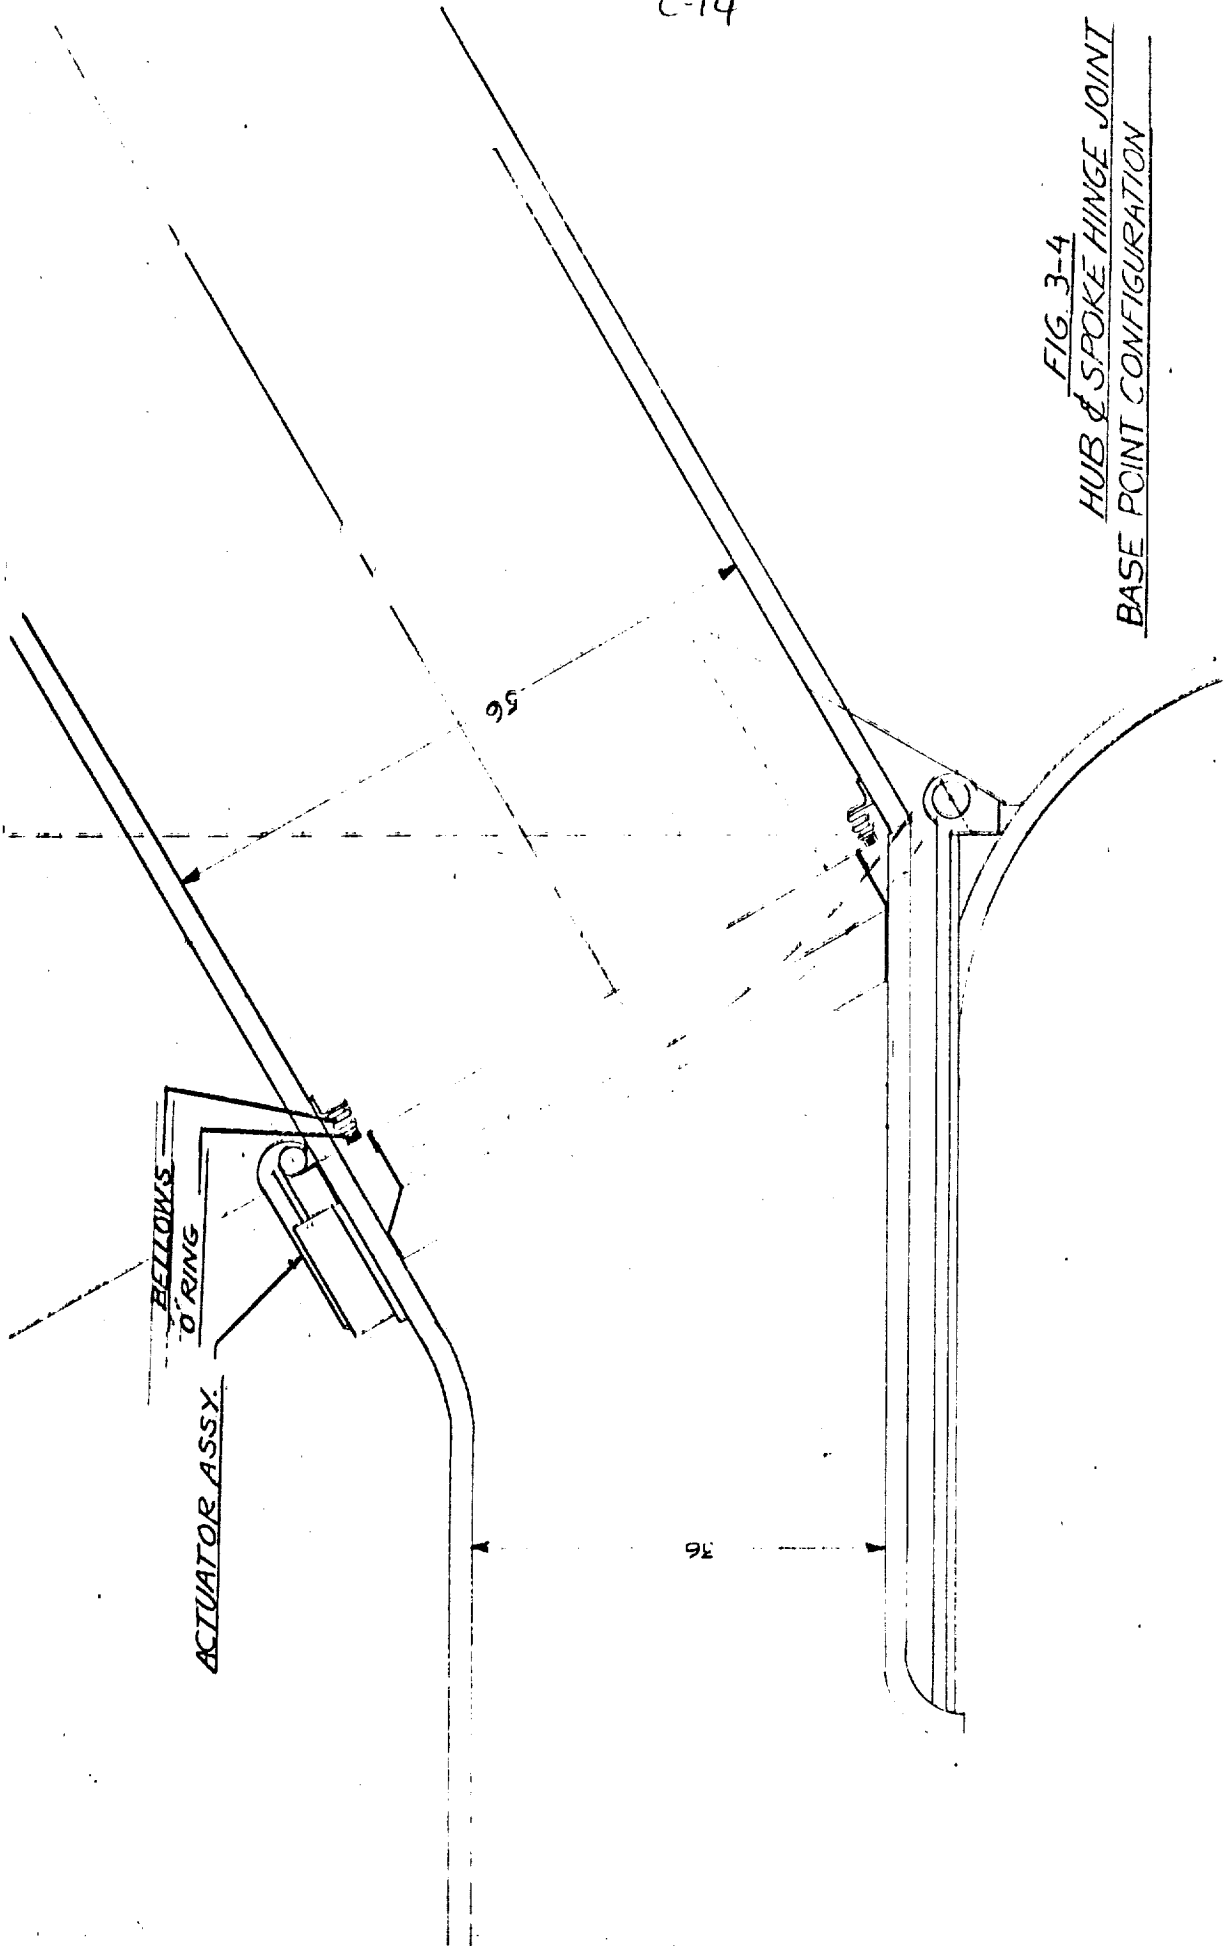 C-14
BELLOWS
"O" RING
ACTUATOR ASSY.
56
36
FIG. 3-4
HUB & SPOKE HINGE JOINT
BASE POINT CONFIGURATION